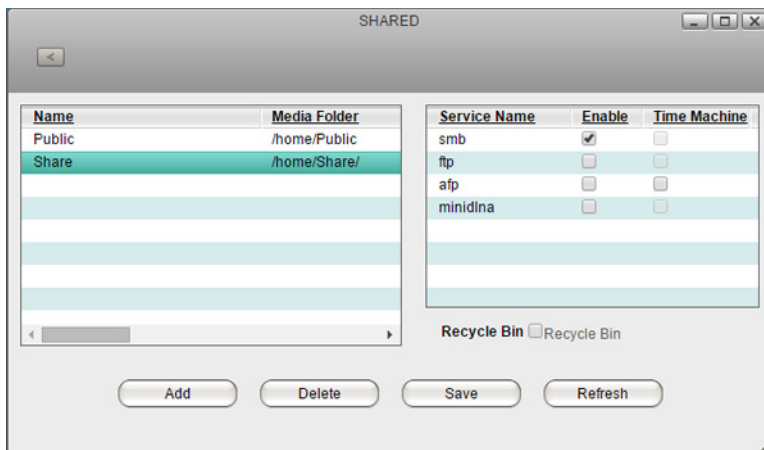 SHARED
<
Name Media Folder
Public /home/Public
Share /home/Share/
Service Name Enable Time Machine
smb
ftp
afp
minidlna
Recycle Bin Recycle Bin
Add Delete Save Refresh